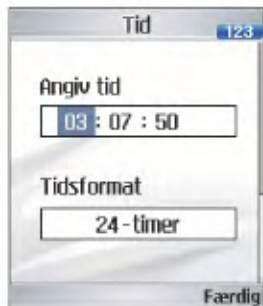 Tid
123
Angiv tid
03 : 07 : 50
Tidsformat
24-timer
Færdig